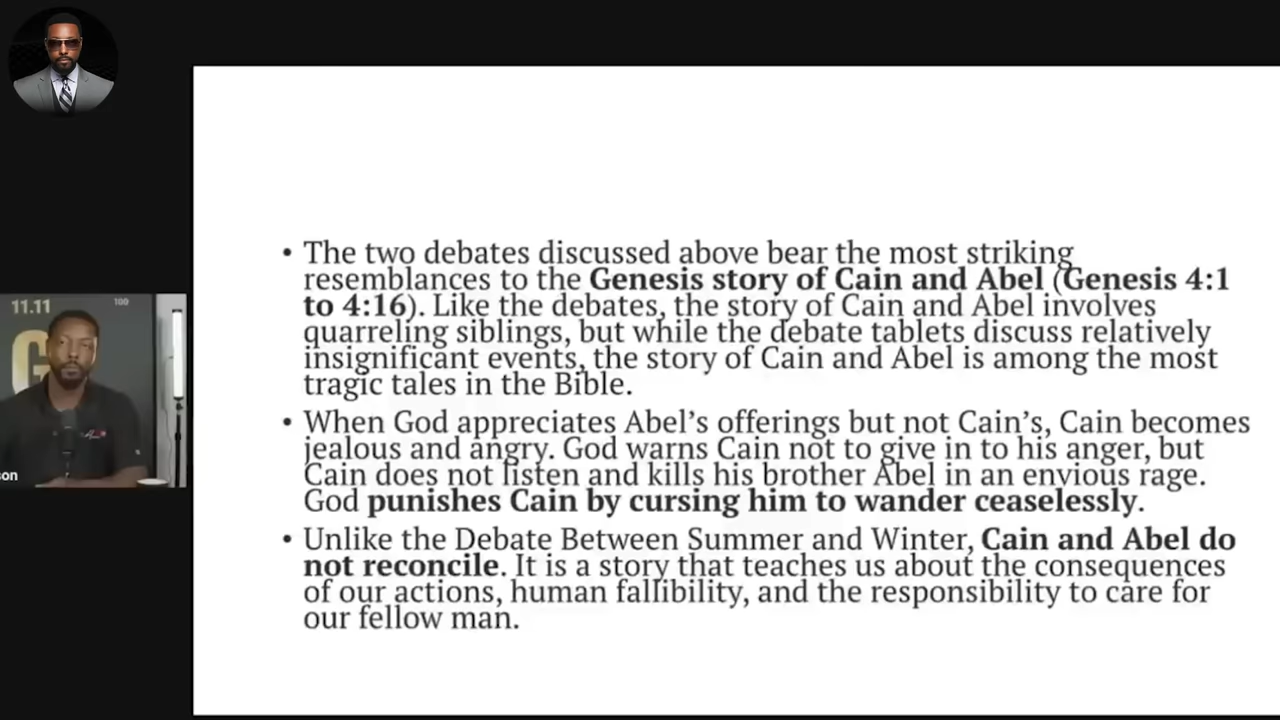 11.11
100
G
son
• The two debates discussed above bear the most striking
resemblances to the Genesis story of Cain and Abel (Genesis 4:1
to 4:16). Like the debates, the story of Cain and Abel involves
quarreling siblings, but while the debate tablets discuss relatively
insignificant events, the story of Cain and Abel is among the most
tragic tales in the Bible.
• When God appreciates Abel’s offerings but not Cain’s, Cain becomes
jealous and angry. God warns Cain not to give in to his anger, but
Cain does not listen and kills his brother Abel in an envious rage.
God punishes Cain by cursing him to wander ceaselessly.
• Unlike the Debate Between Summer and Winter, Cain and Abel do
not reconcile. It is a story that teaches us about the consequences
of our actions, human fallibility, and the responsibility to care for
our fellow man.